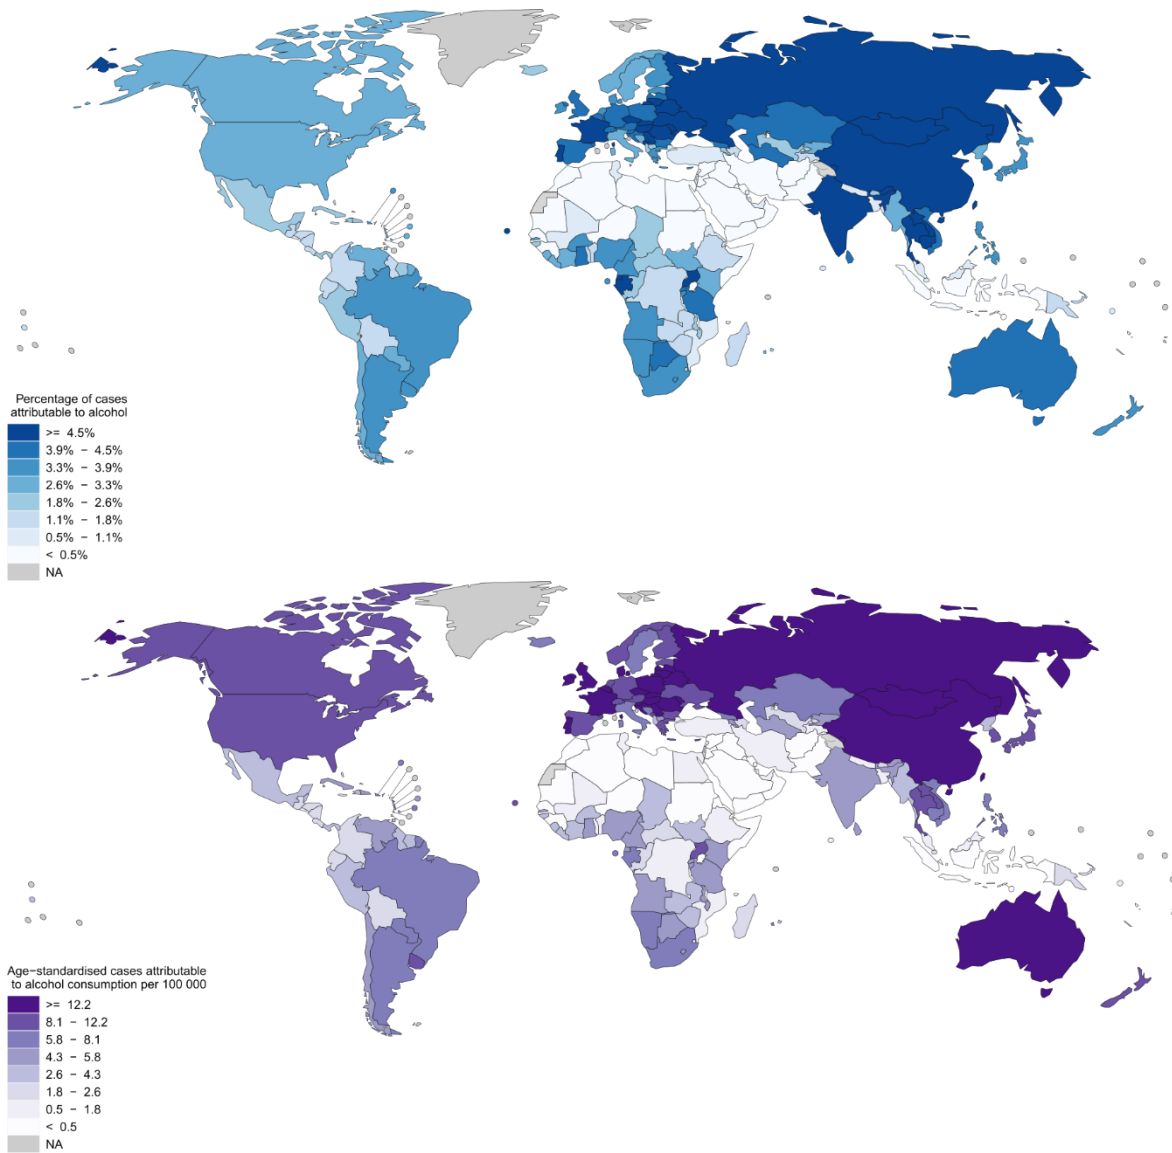 Percentage of cases
attributable to alcohol
>= 4.5%
3.9% − 4.5%
3.3% − 3.9%
2.6% − 3.3%
1.8% − 2.6%
1.1% − 1.8%
0.5% − 1.1%
< 0.5%
NA
Age−standardised cases attributable
to alcohol consumption per 100 000
>= 12.2
8.1 − 12.2
5.8 − 8.1
4.3 − 5.8
2.6 − 4.3
1.8 − 2.6
0.5 − 1.8
< 0.5
NA